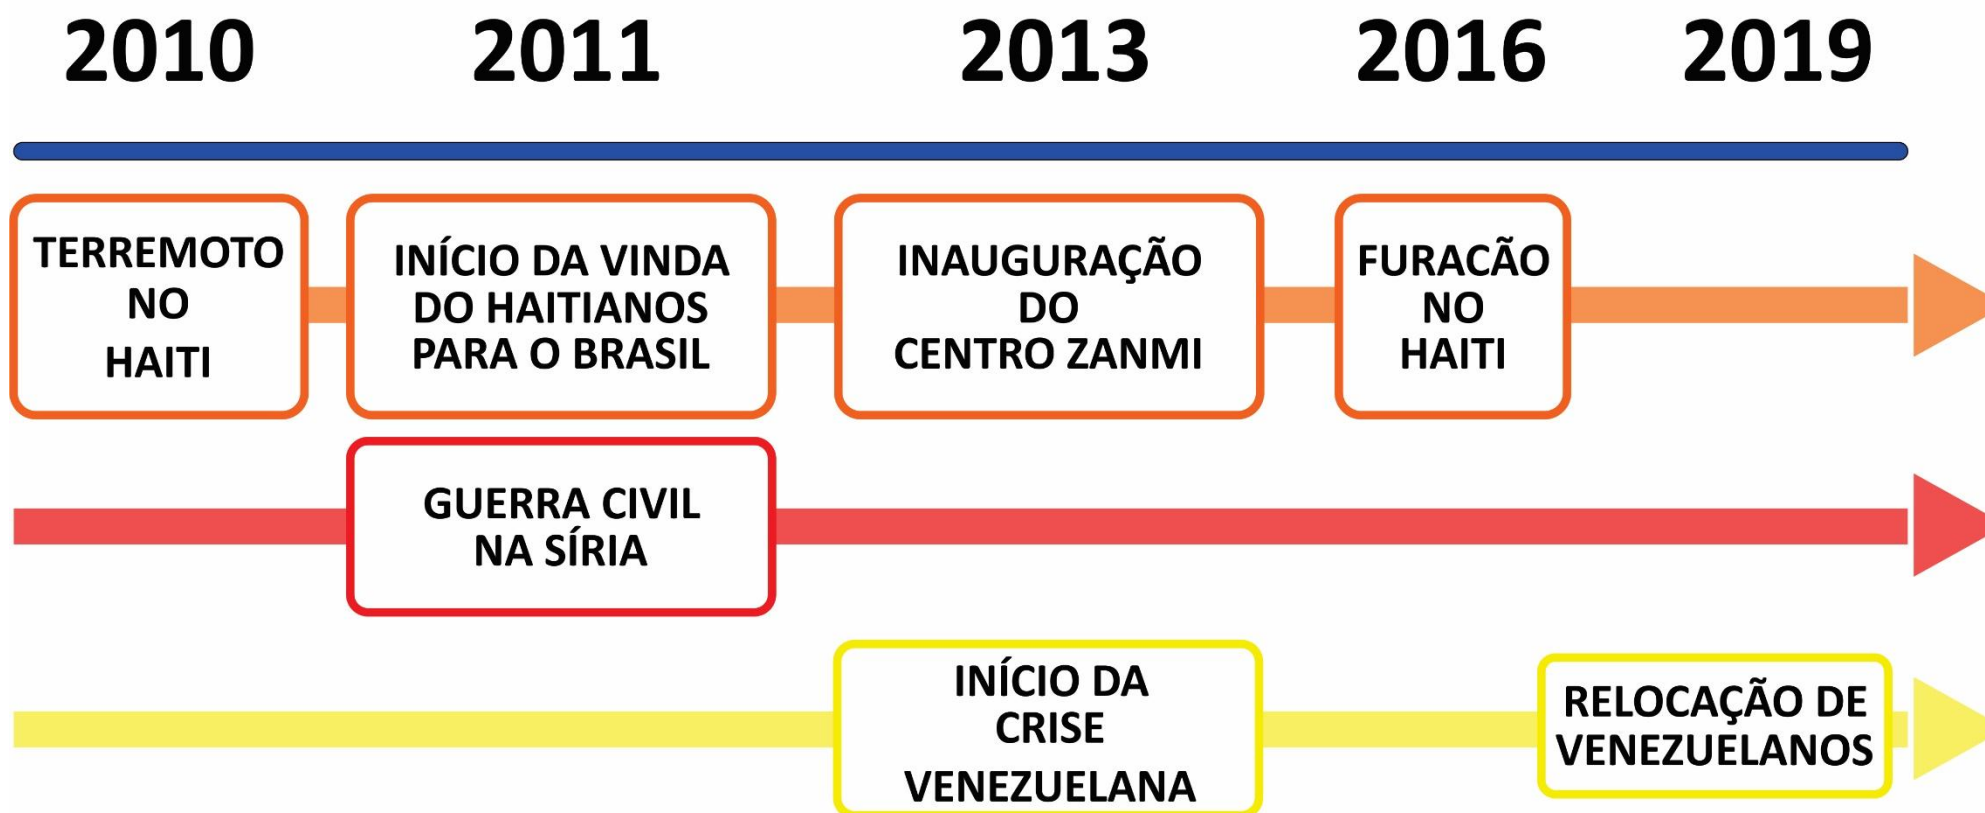 2010 2011 2013 2016 2019
TERREMOTO
NO
HAITI
INÍCIO DA VINDA
DO HAITIANOS
PARA O BRASIL
INAUGURAÇÃO
DO
CENTRO ZANMI
FURACÃO
NO
HAITI
GUERRA CIVIL
NA SÍRIA
INÍCIO DA
CRISE
VENEZUELANA
RELOCAÇÃO DE
VENEZUELANOS